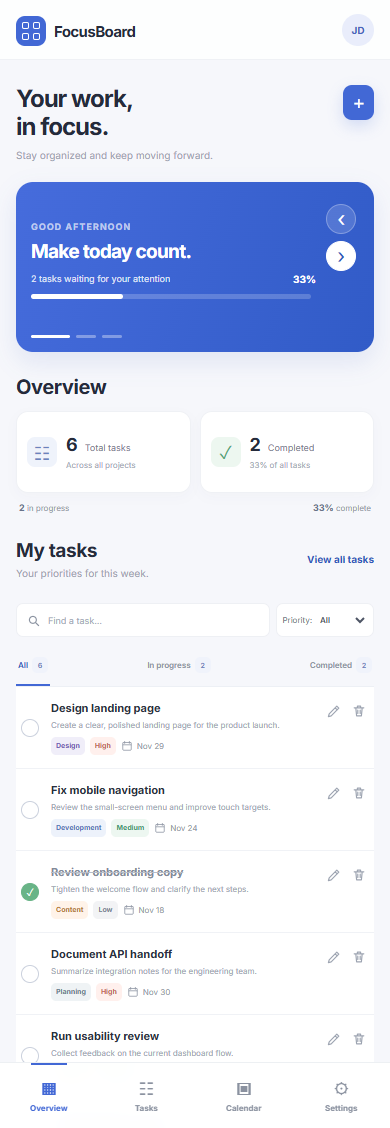 FocusBoard
JD
Your work,
in focus.
+
Stay organized and keep moving forward.
GOOD AFTERNOON
Make today count.
2 tasks waiting for your attention
33%
Overview
6 Total tasks
Across all projects
2 Completed
33% of all tasks
2 in progress
33% complete
My tasks
View all tasks
Your priorities for this week.
Find a task...
Priority: All
All 6
In progress 2
Completed 2
Design landing page
Create a clear, polished landing page for the product launch.
Design High Nov 29
Fix mobile navigation
Review the small-screen menu and improve touch targets.
Development Medium Nov 24
Review onboarding copy
Tighten the welcome flow and clarify the next steps.
Content Low Nov 18
Document API handoff
Summarize integration notes for the engineering team.
Planning High Nov 30
Run usability review
Collect feedback on the current dashboard flow.
Overview
Tasks
Calendar
Settings